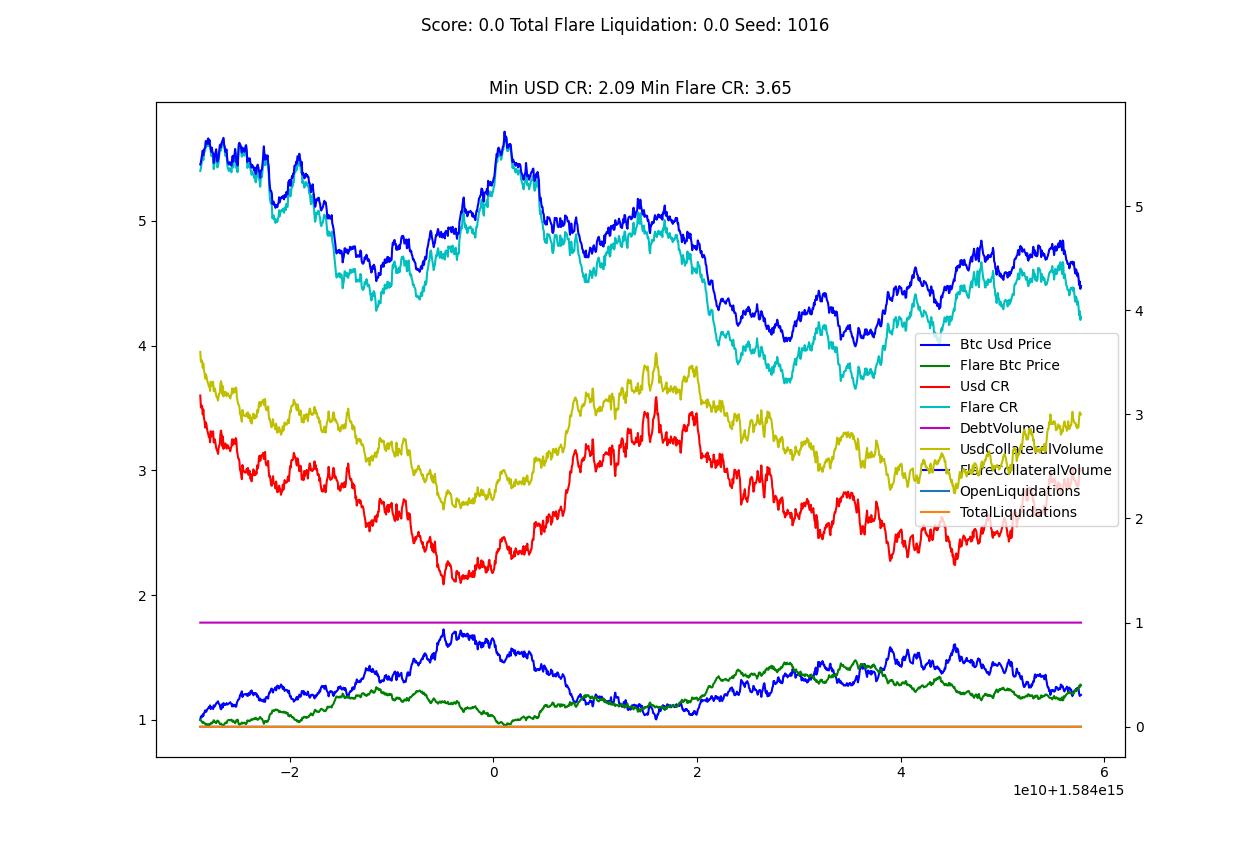 Score: 0.0 Total Flare Liquidation: 0.0 Seed: 1016
Min USD CR: 2.09 Min Flare CR: 3.65
5
4
3
2
1
5
4
3
2
1
0
Btc Usd Price
Flare Btc Price
Usd CR
Flare CR
DebtVolume
UsdCollateralVolume
FlareCollateralVolume
OpenLiquidations
TotalLiquidations
−2
0
2
4
6
1e10+1.584e15